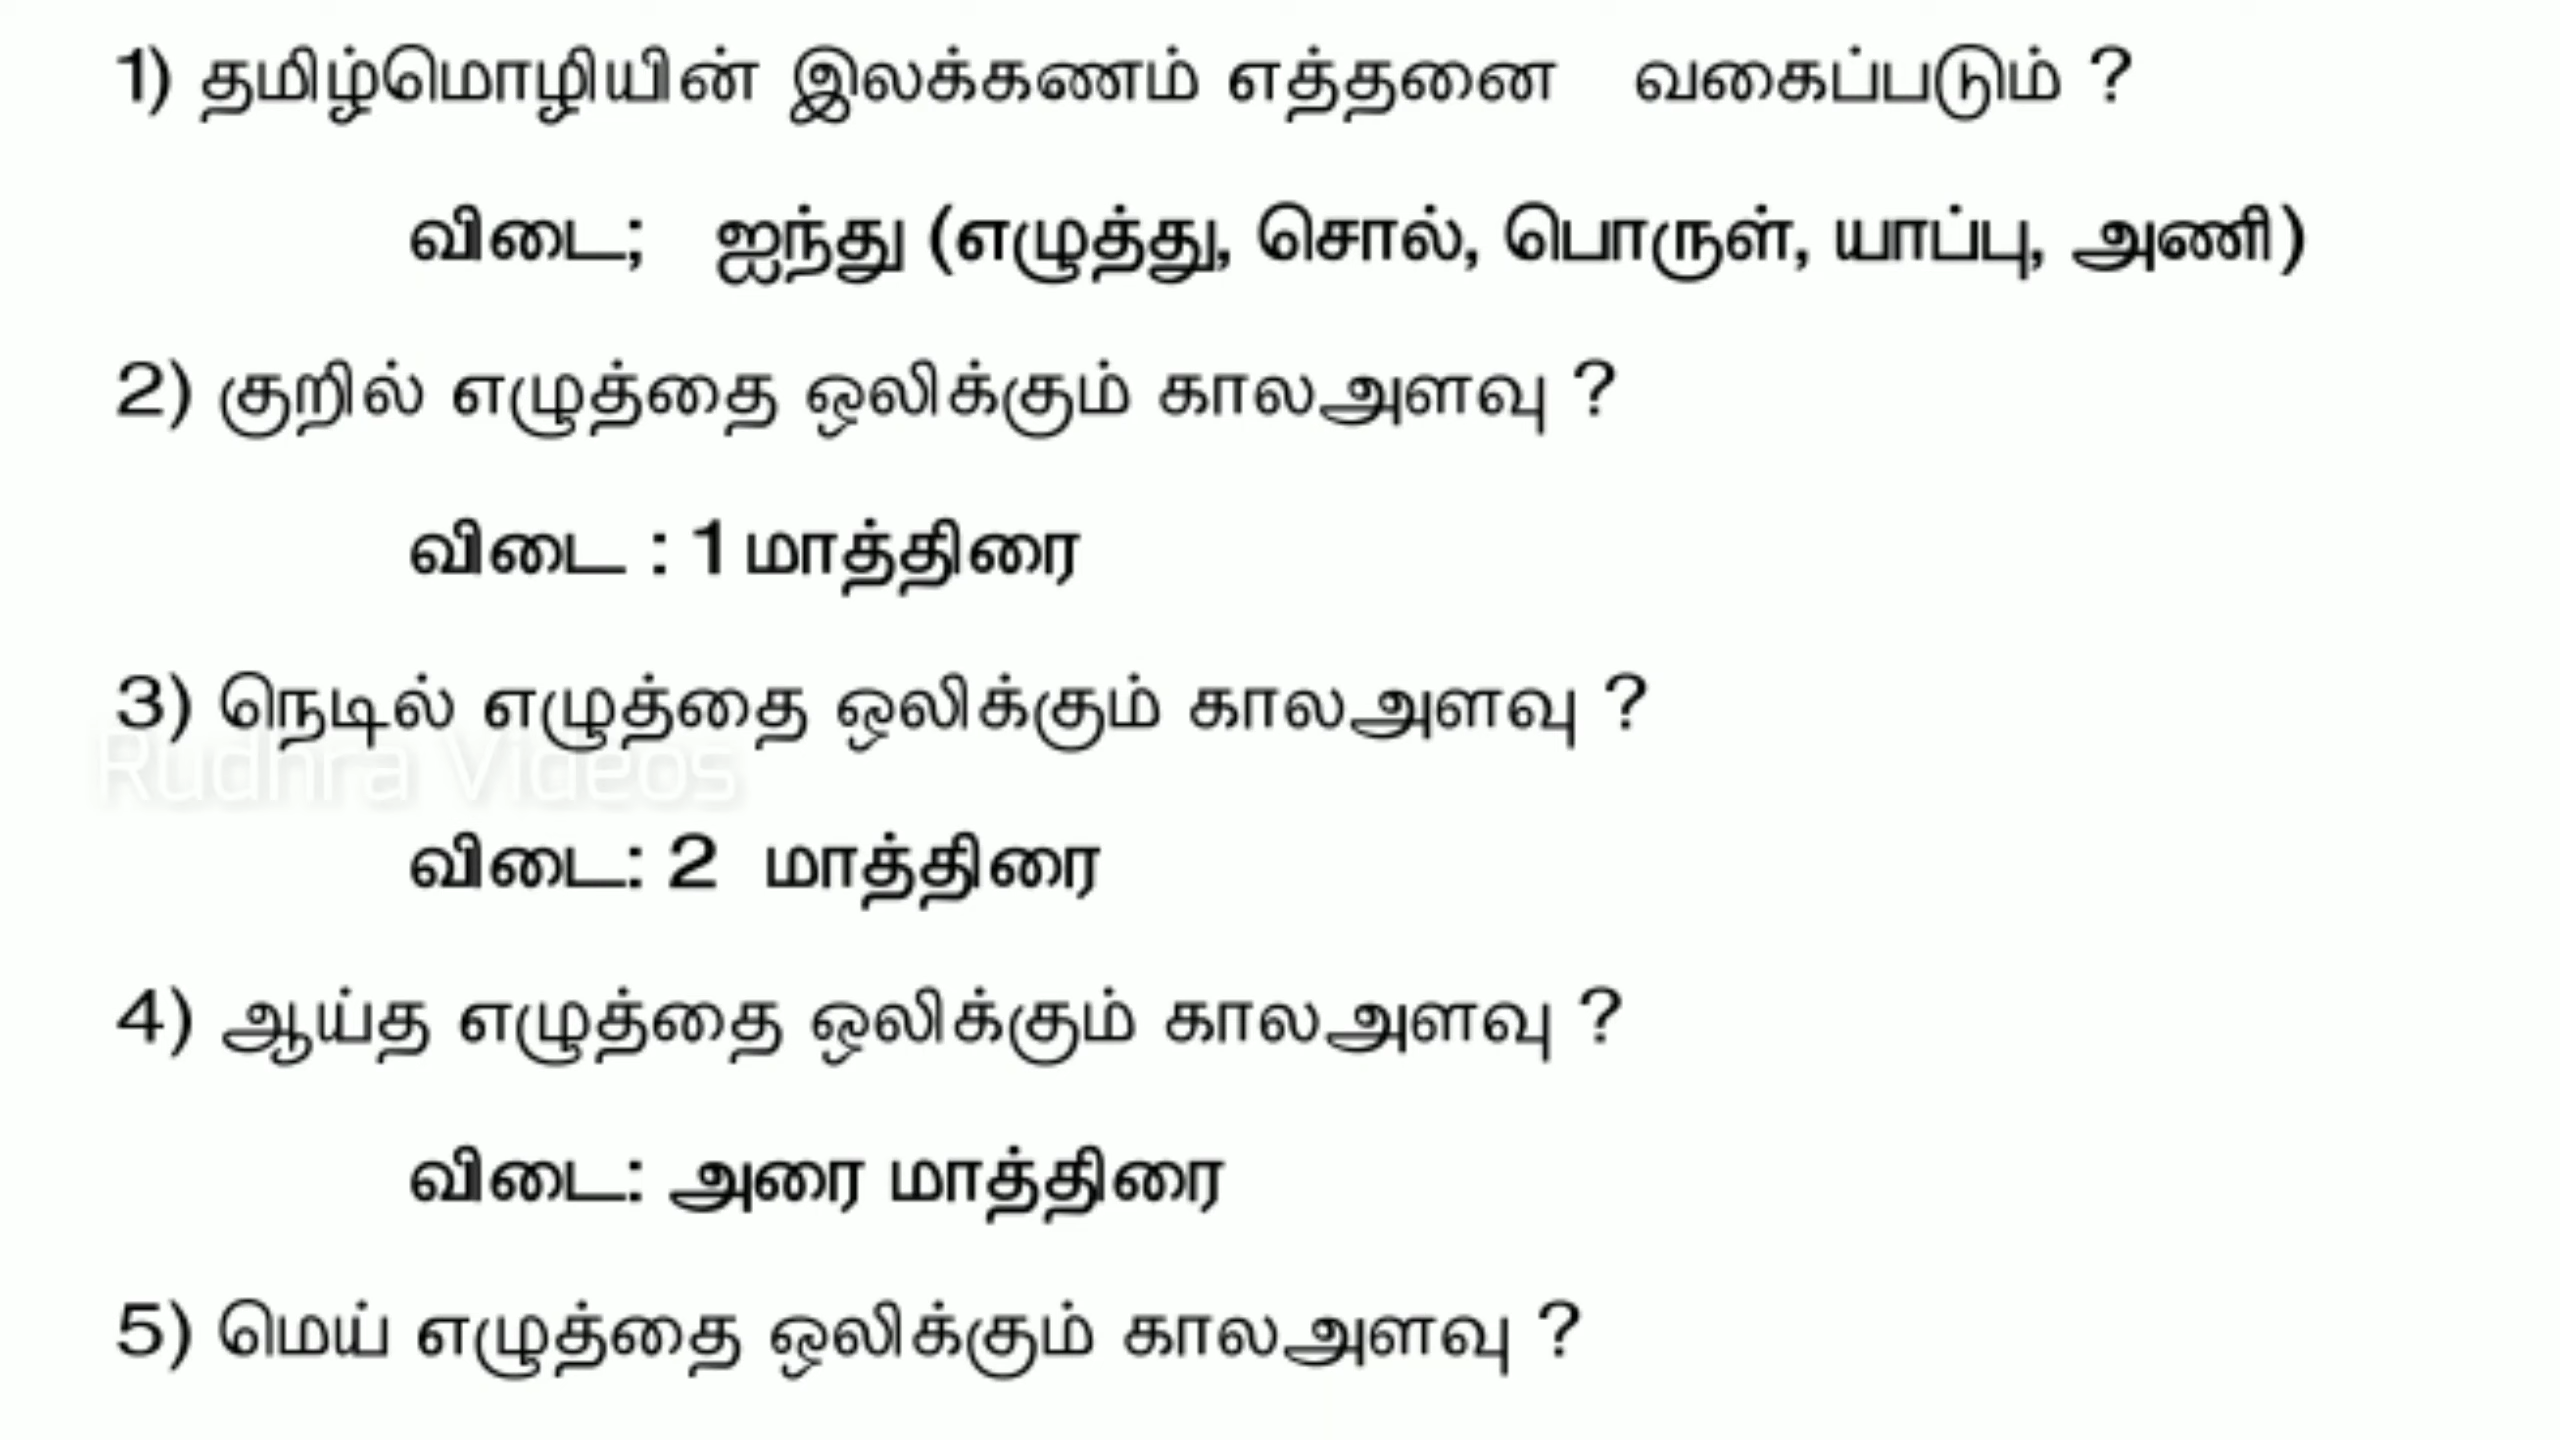 1) தமிழ்மொழியின் இலக்கணம் எத்தனை வகைப்படும் ?
விடை; ஐந்து (எழுத்து, சொல், பொருள், யாப்பு, அணி)
2) குறில் எழுத்தை ஒலிக்கும் காலஅளவு ?
விடை : 1 மாத்திரை
3) நெடில் எழுத்தை ஒலிக்கும் காலஅளவு ?
Rudhra Videos
விடை: 2 மாத்திரை
4) ஆய்த எழுத்தை ஒலிக்கும் காலஅளவு ?
விடை: அரை மாத்திரை
5) மெய் எழுத்தை ஒலிக்கும் காலஅளவு ?